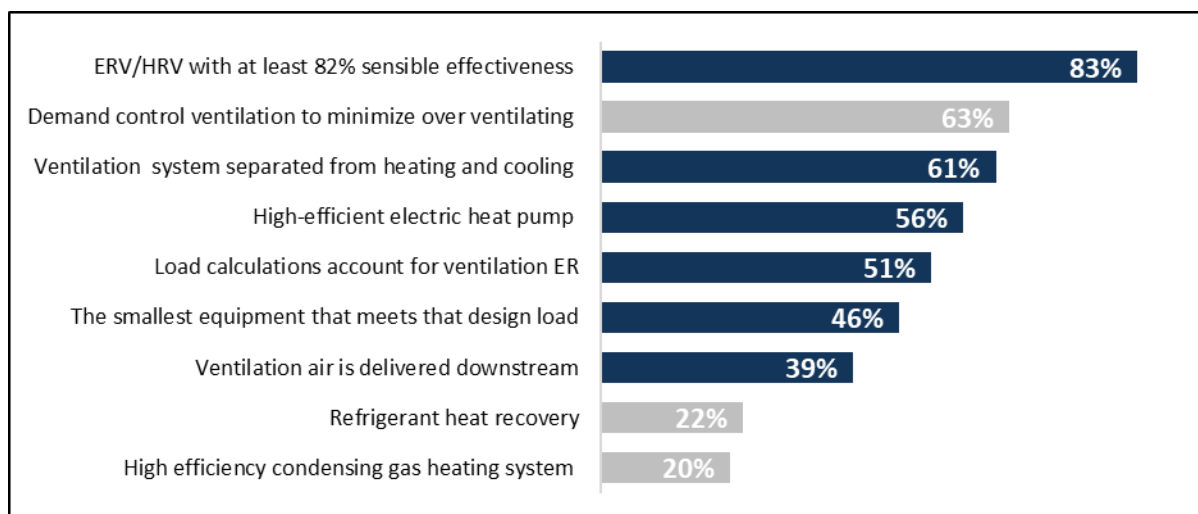 ERV/HRV with at least 82% sensible effectiveness 83%
Demand control ventilation to minimize over ventilating 63%
Ventilation system separated from heating and cooling 61%
High-efficient electric heat pump 56%
Load calculations account for ventilation ER 51%
The smallest equipment that meets that design load 46%
Ventilation air is delivered downstream 39%
Refrigerant heat recovery 22%
High efficiency condensing gas heating system 20%